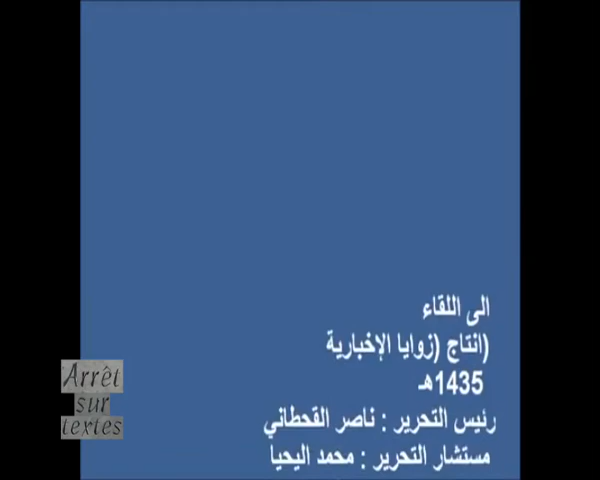 الى اللقاء
(انتاج (زوايا الإخبارية
1435هـ
رئيس التحرير : ناصر القحطاني
مستشار التحرير : محمد اليحيا
Arrêt
sur
textes